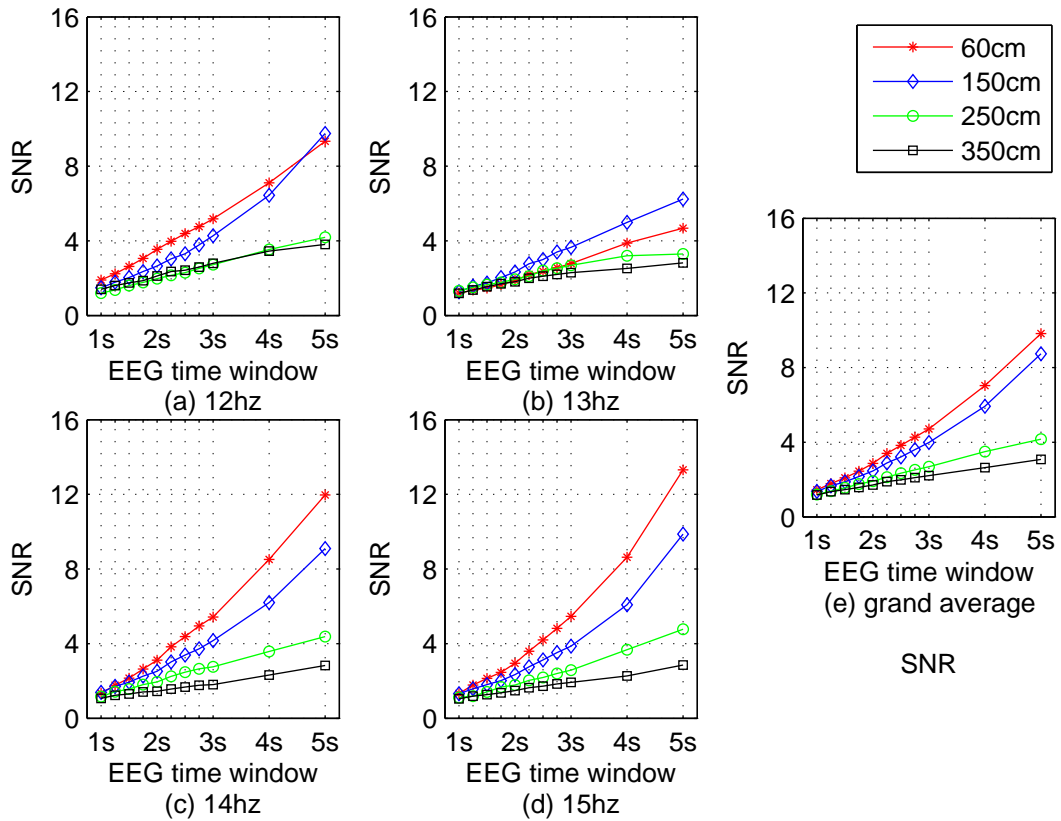 16
12
8
4
0
SNR
1s 2s 3s 4s 5s
EEG time window
(a) 12hz
16
12
8
4
0
SNR
1s 2s 3s 4s 5s
EEG time window
(b) 13hz
60cm
150cm
250cm
350cm
16
12
8
4
0
SNR
1s 2s 3s 4s 5s
EEG time window
(c) 14hz
16
12
8
4
0
SNR
1s 2s 3s 4s 5s
EEG time window
(d) 15hz
16
12
8
4
0
SNR
1s 2s 3s 4s 5s
EEG time window
(e) grand average
SNR